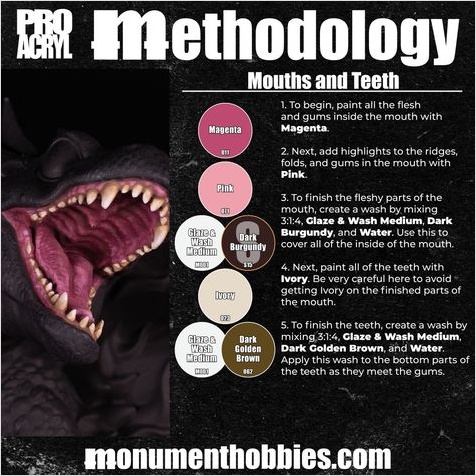 PRO
ACRYL
methodology
Mouths and Teeth
Magenta
011
Pink
Glaze &
Wash
Medium
M001
Dark
Burgundy
S
S13
Ivory
023
Glaze &
Wash
Medium
M001
Dark
Golden
Brown
062
1. To begin, paint all the flesh
and gums inside the mouth with
Magenta.
2. Next, add highlights to the ridges,
folds, and gums in the mouth with
Pink.
3. To finish the fleshy parts of the
mouth, create a wash by mixing
3:1:4, Glaze & Wash Medium, Dark
Burgundy, and Water. Use this to
cover all of the inside of the mouth.
4. Next, paint all of the teeth with
Ivory. Be very careful here to avoid
getting Ivory on the finished parts of
the mouth.
5. To finish the teeth, create a wash by
mixing 3:1:4, Glaze & Wash Medium,
Dark Golden Brown, and Water.
Apply this wash to the bottom parts of
the teeth as they meet the gums.
monumenthobbies.com